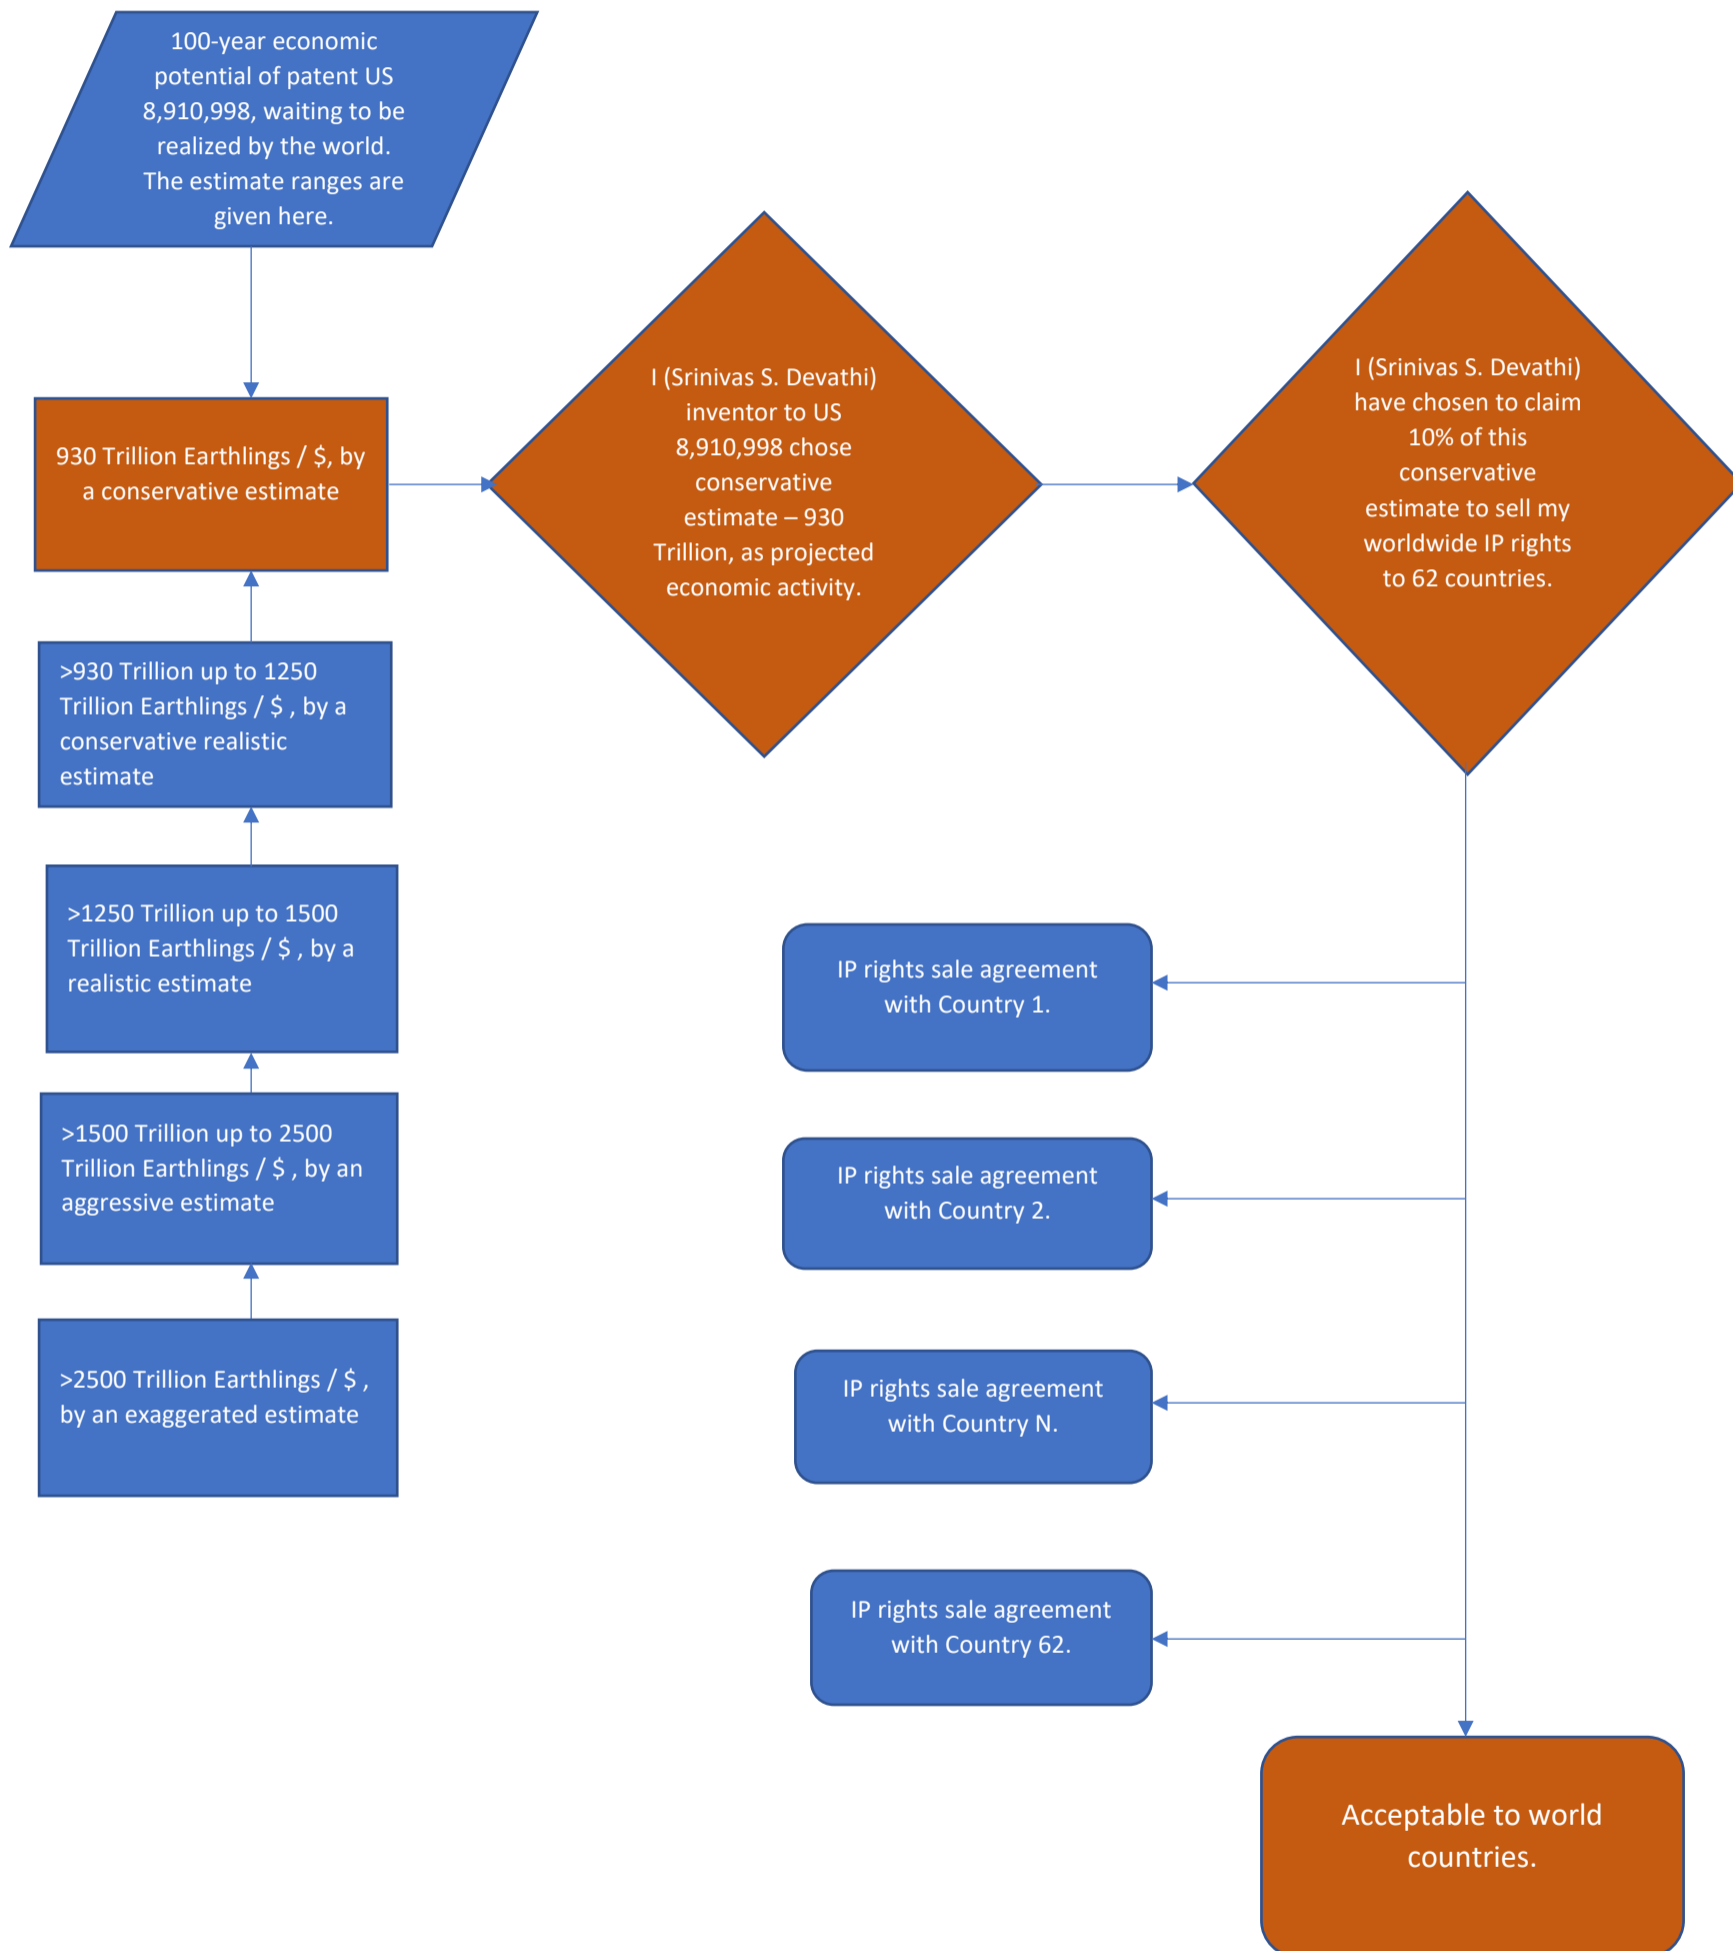 100-year economic
potential of patent US
8,910,998, waiting to be
realized by the world.
The estimate ranges are
given here.
930 Trillion Earthlings / $, by
a conservative estimate
>930 Trillion up to 1250
Trillion Earthlings / $ , by a
conservative realistic
estimate
>1250 Trillion up to 1500
Trillion Earthlings / $ , by a
realistic estimate
>1500 Trillion up to 2500
Trillion Earthlings / $ , by an
aggressive estimate
>2500 Trillion Earthlings / $ ,
by an exaggerated estimate
I (Srinivas S. Devathi)
inventor to US
8,910,998 chose
conservative
estimate – 930
Trillion, as projected
economic activity.
I (Srinivas S. Devathi)
have chosen to claim
10% of this
conservative
estimate to sell my
worldwide IP rights
to 62 countries.
IP rights sale agreement
with Country 1.
IP rights sale agreement
with Country 2.
IP rights sale agreement
with Country N.
IP rights sale agreement
with Country 62.
Acceptable to world
countries.